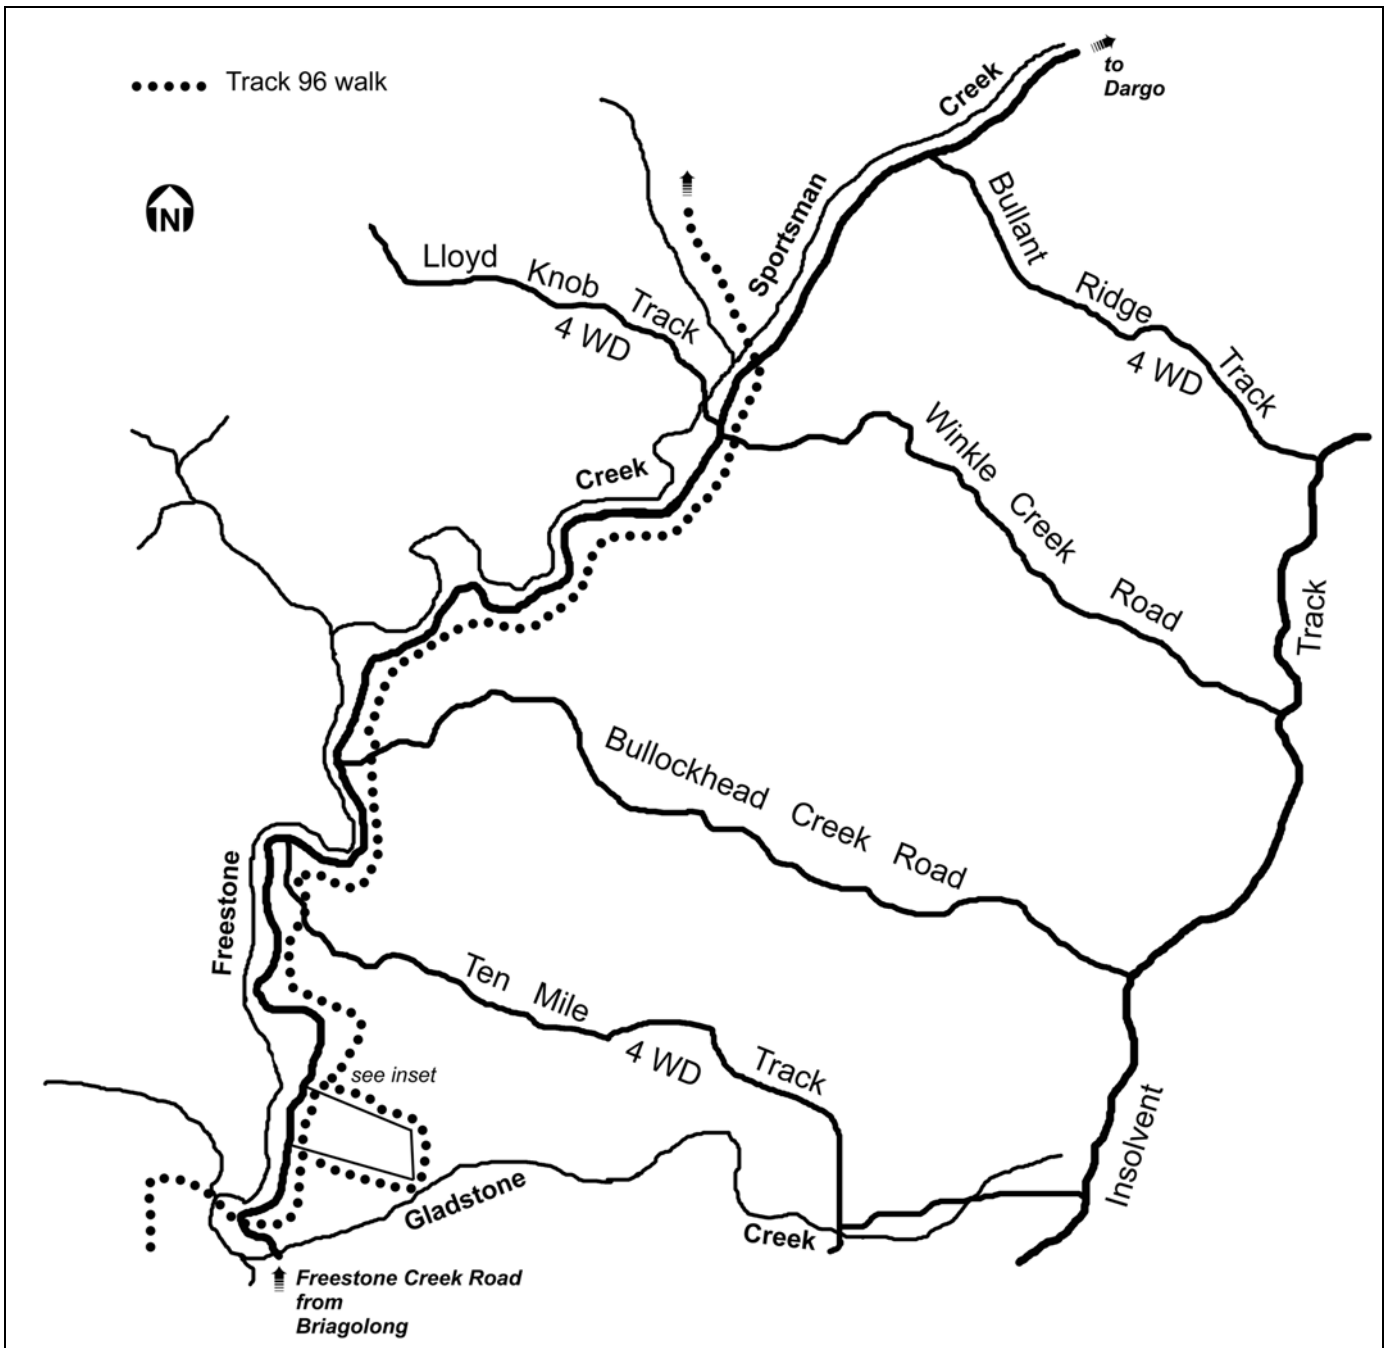 Track 96 walk
N
to
Dargo
Creek
Sportsman
Bullant Ridge Track
4 WD
Lloyd Knob Track
4 WD
Winkle Creek Road
Creek
Track
Bullockhead Creek Road
Freestone
Ten Mile Track
4 WD
see inset
Insolvent
Gladstone
Creek
Freestone Creek Road
from
Briagolong